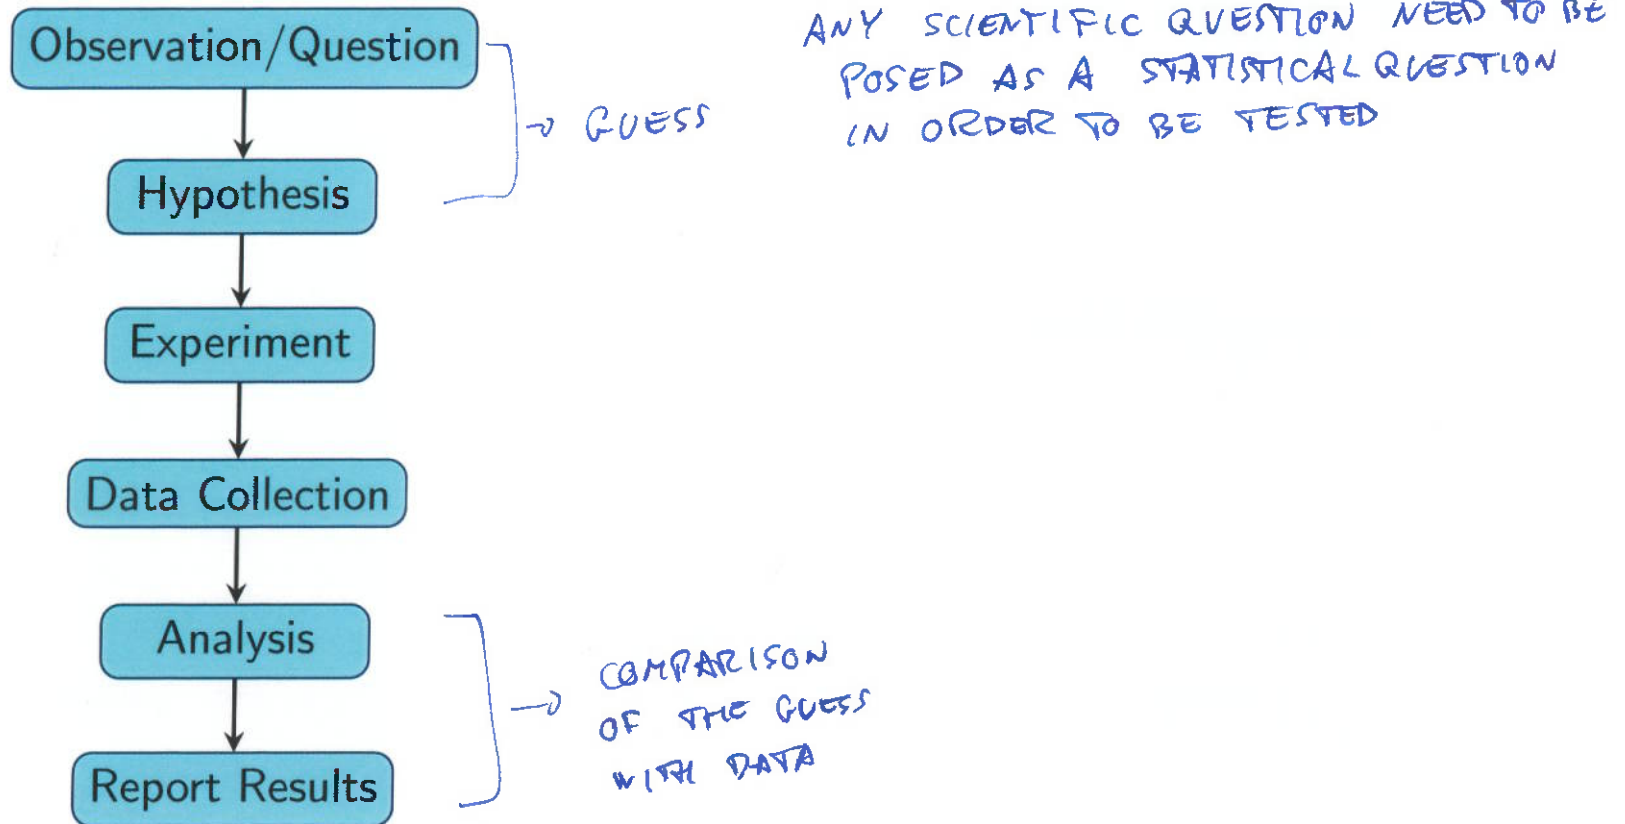 Observation/Question
ANY SCIENTIFIC QUESTION NEED TO BE
POSED AS A STATISTICAL QUESTION
IN ORDER TO BE TESTED
→ GUESS
Hypothesis
Experiment
Data Collection
Analysis
→ COMPARISON
OF THE GUESS
WITH DATA
Report Results